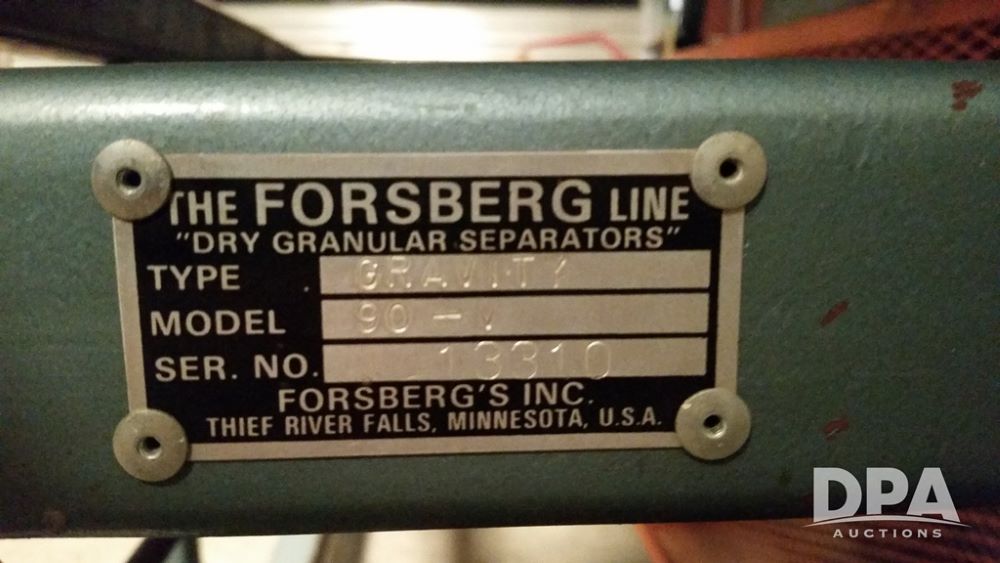 THE FORSBERG LINE
"DRY GRANULAR SEPARATORS"
TYPE GRAVITY
MODEL 90-V
SER. NO. 13310
FORSBERG'S INC.
THIEF RIVER FALLS, MINNESOTA, U.S.A.
DPA
AUCTIONS